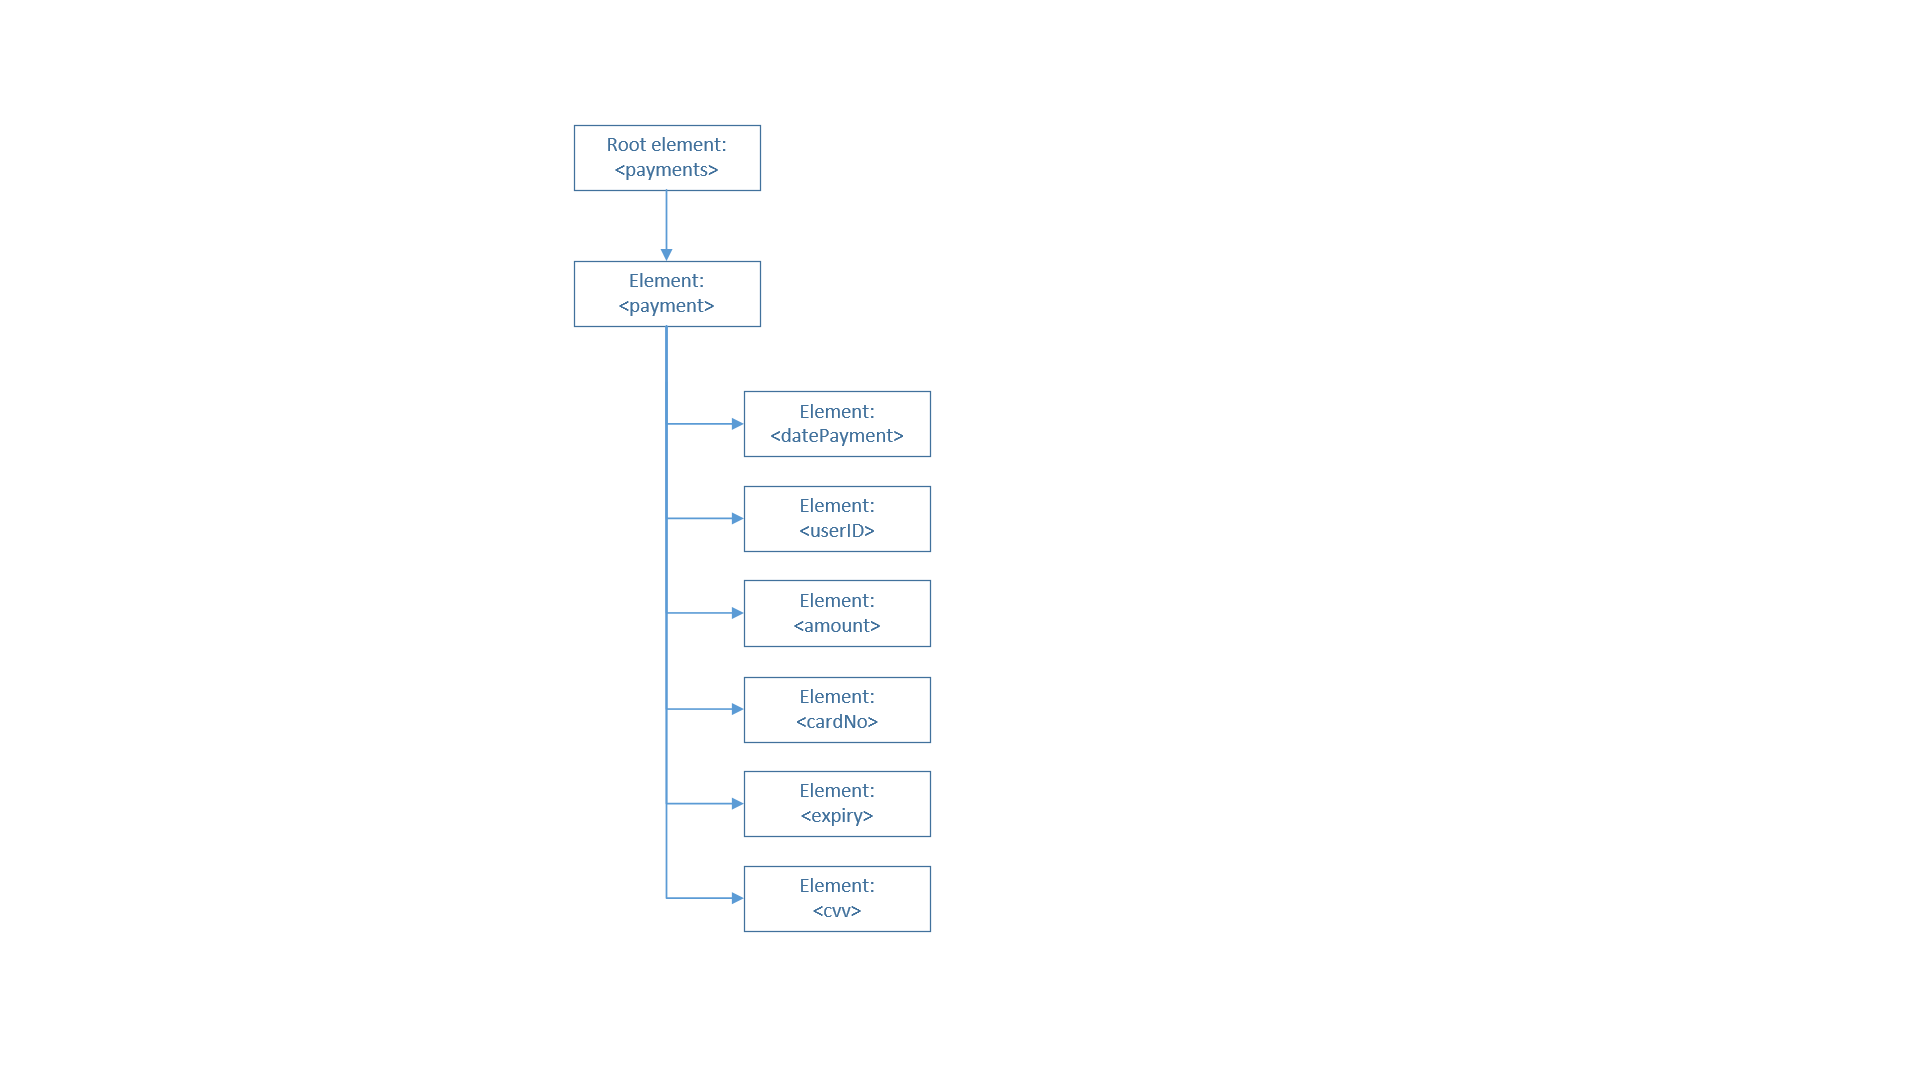 Root element:
<payments>
Element:
<payment>
Element:
<datePayment>
Element:
<userID>
Element:
<amount>
Element:
<cardNo>
Element:
<expiry>
Element:
<cvv>